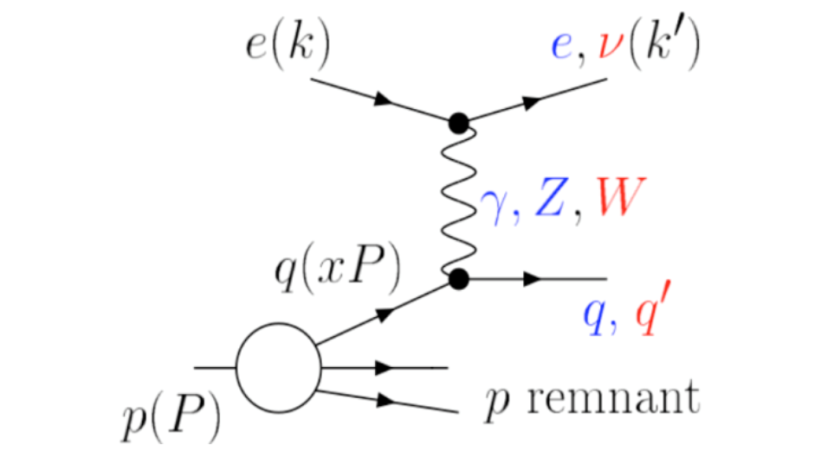 e(k)
e, ν(k′)
γ, Z, W
q(xP)
q, q′
p(P)
p remnant